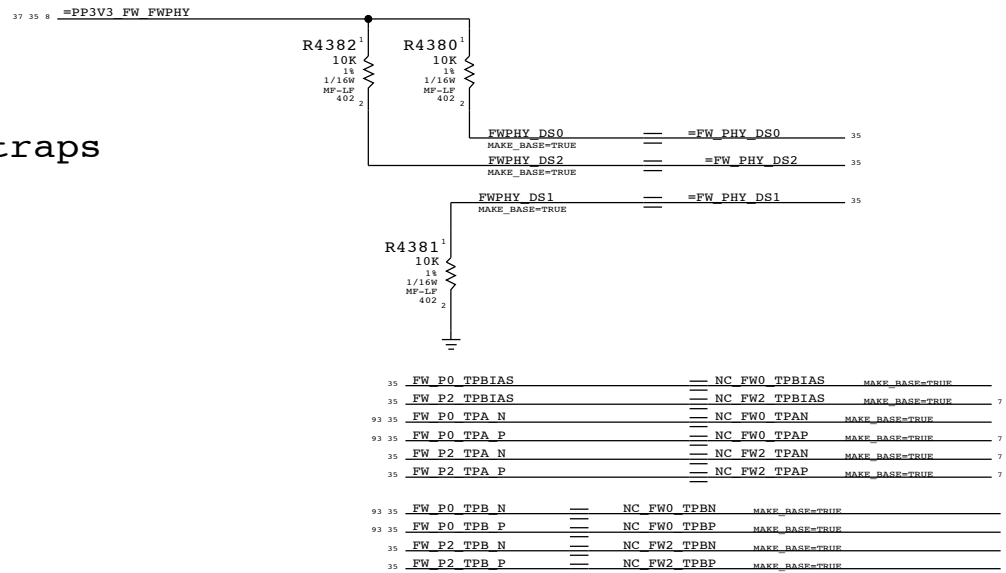 37 35 8 =PP3V3_FW_FWPHY
R4382 1 R4380 1
10K 10K
1% 1%
1/16W 1/16W
MF-LF MF-LF
402 2 402 2
traps
FWPHY_DS0 =FW_PHY_DS0 35
MAKE_BASE=TRUE
FWPHY_DS2 =FW_PHY_DS2 35
MAKE_BASE=TRUE
FWPHY_DS1 =FW_PHY_DS1 35
MAKE_BASE=TRUE
R4381 1
10K
1%
1/16W
MF-LF
402 2
35 FW_P0_TPBIAS NC_FW0_TPBIAS MAKE_BASE=TRUE
35 FW_P2_TPBIAS NC_FW2_TPBIAS MAKE_BASE=TRUE 7
93 35 FW_P0_TPA_N NC_FW0_TPAN MAKE_BASE=TRUE
93 35 FW_P0_TPA_P NC_FW0_TPAP MAKE_BASE=TRUE 7
35 FW_P2_TPA_N NC_FW2_TPAN MAKE_BASE=TRUE 7
35 FW_P2_TPA_P NC_FW2_TPAP MAKE_BASE=TRUE 7
93 35 FW_P0_TPB_N NC_FW0_TPBN MAKE_BASE=TRUE
93 35 FW_P0_TPB_P NC_FW0_TPBP MAKE_BASE=TRUE
35 FW_P2_TPB_N NC_FW2_TPBN MAKE_BASE=TRUE
35 FW_P2_TPB_P NC_FW2_TPBP MAKE_BASE=TRUE